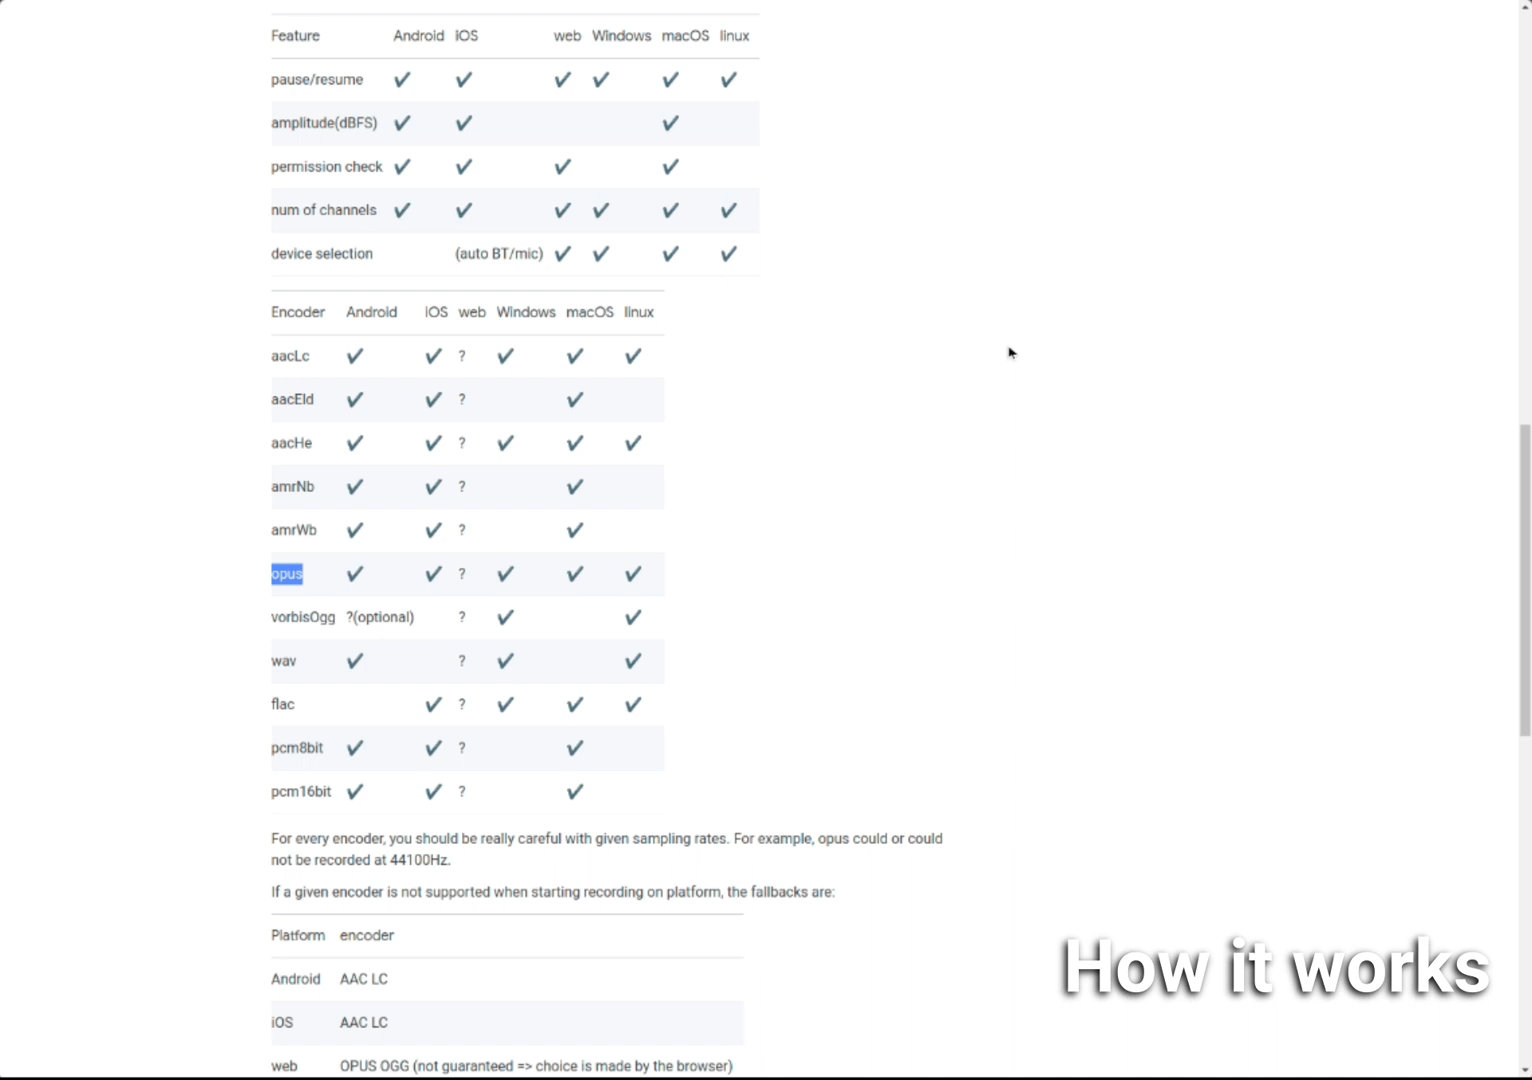 Feature Android iOS web Windows macOS linux
pause/resume ✔ ✔ ✔ ✔ ✔ ✔
amplitude(dBFS) ✔ ✔ ✔
permission check ✔ ✔ ✔ ✔
num of channels ✔ ✔ ✔ ✔ ✔ ✔
device selection (auto BT/mic) ✔ ✔ ✔ ✔
Encoder Android iOS web Windows macOS linux
aacLc ✔ ✔ ? ✔ ✔ ✔
aacEld ✔ ✔ ? ✔
aacHe ✔ ✔ ? ✔ ✔ ✔
amrNb ✔ ✔ ? ✔
amrWb ✔ ✔ ? ✔
opus ✔ ✔ ? ✔ ✔ ✔
vorbisOgg ?(optional) ? ✔ ✔
wav ✔ ? ✔ ✔
flac ✔ ? ✔ ✔ ✔
pcm8bit ✔ ✔ ? ✔
pcm16bit ✔ ✔ ? ✔
For every encoder, you should be really careful with given sampling rates. For example, opus could or could
not be recorded at 44100Hz.
If a given encoder is not supported when starting recording on platform, the fallbacks are:
Platform encoder
Android AAC LC
iOS AAC LC
web OPUS OGG (not guaranteed => choice is made by the browser)
How it works